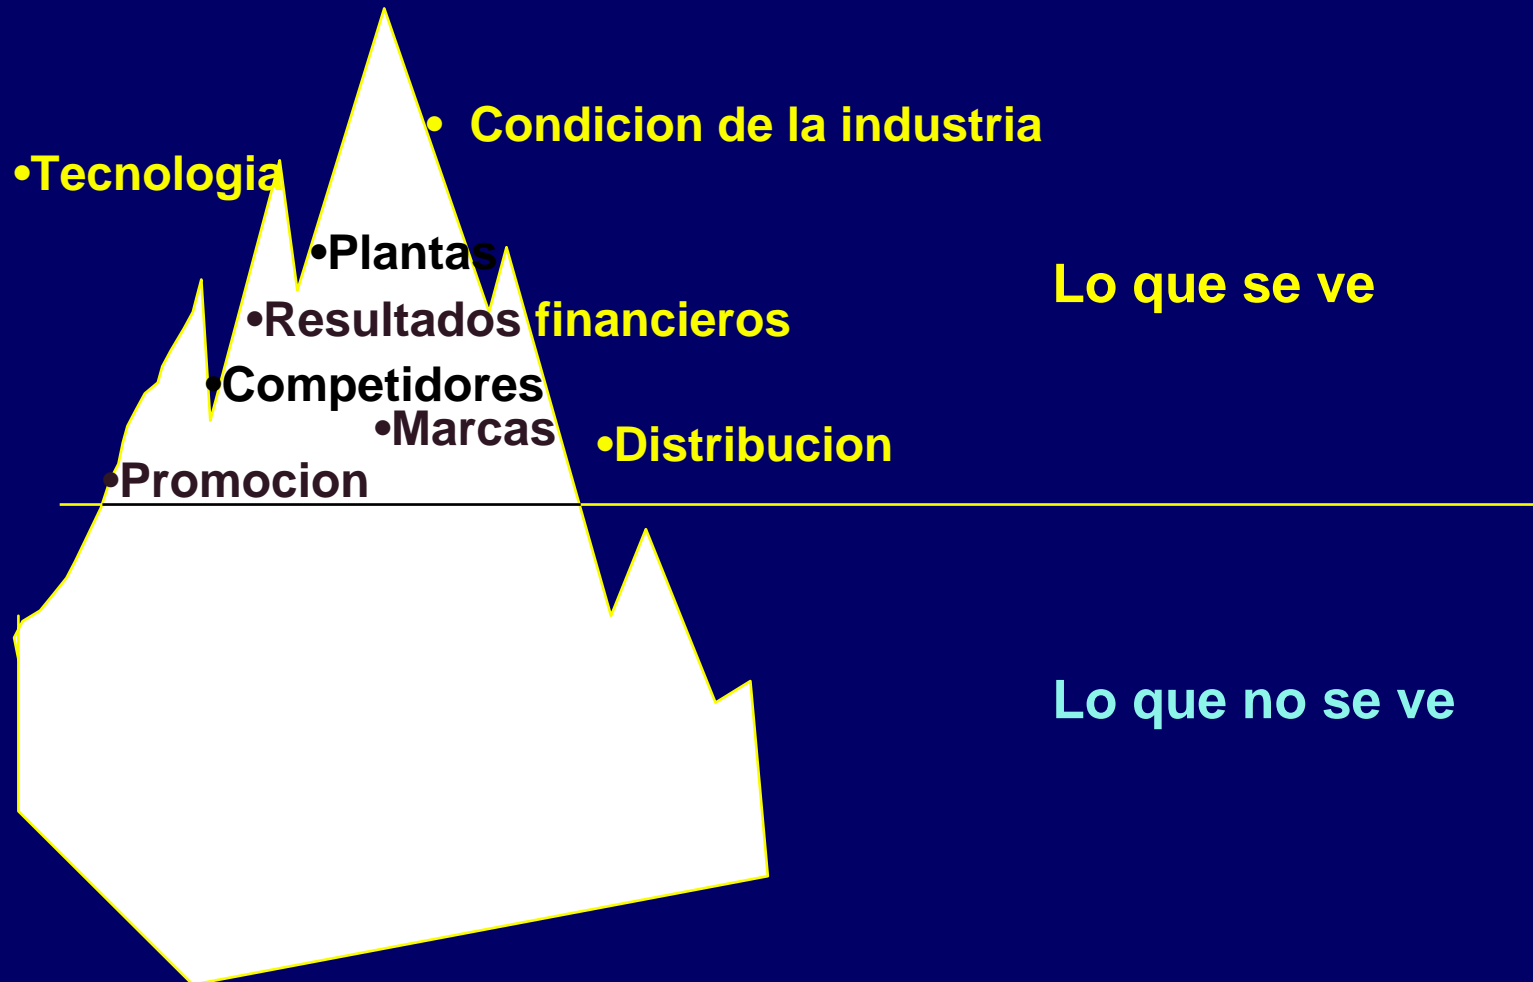 • Condicion de la industria
•Tecnologia
•Plantas
Lo que se ve
•Resultados financieros
•Competidores
•Marcas
•Distribucion
•Promocion
Lo que no se ve